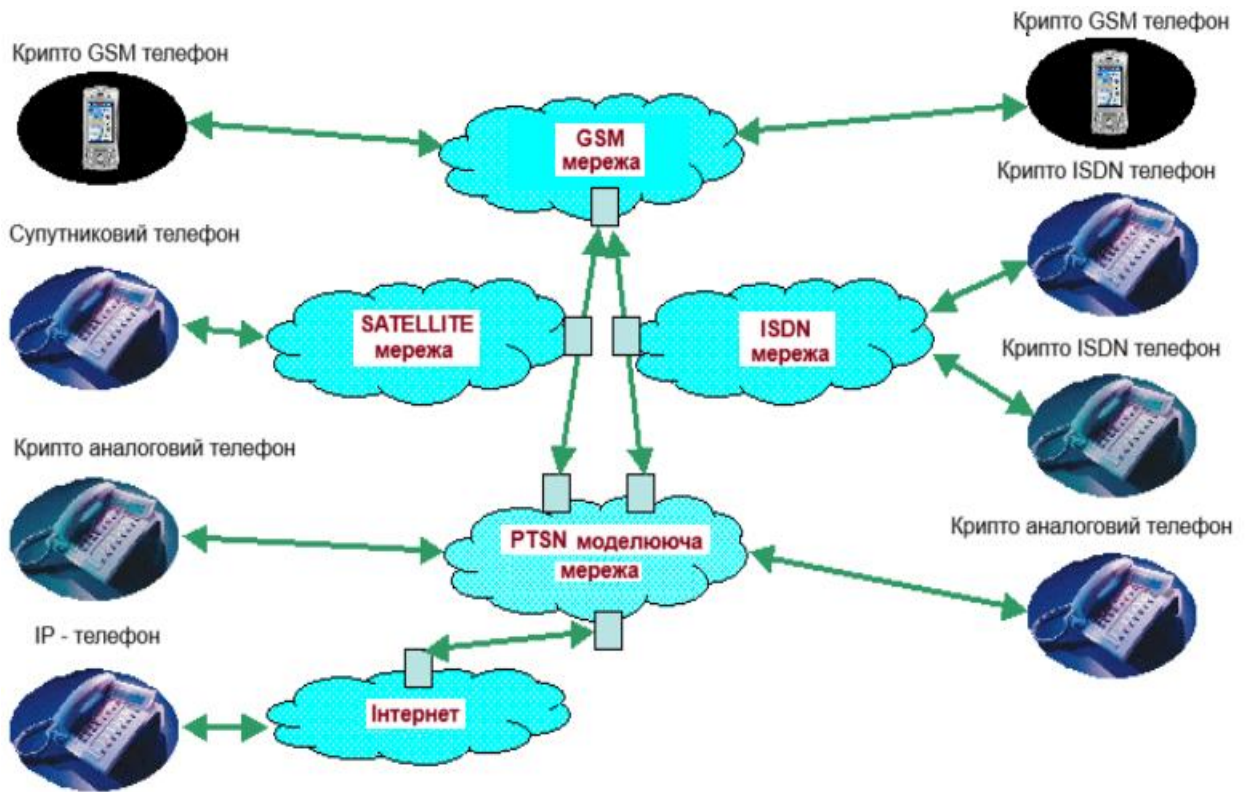 Крипто GSM телефон
Крипто GSM телефон
GSM
мережа
Крипто ISDN телефон
Супутниковий телефон
SATELLITE
мережа
ISDN
мережа
Крипто ISDN телефон
Крипто аналоговий телефон
PTSN моделююча
мережа
Крипто аналоговий телефон
IP - телефон
Інтернет